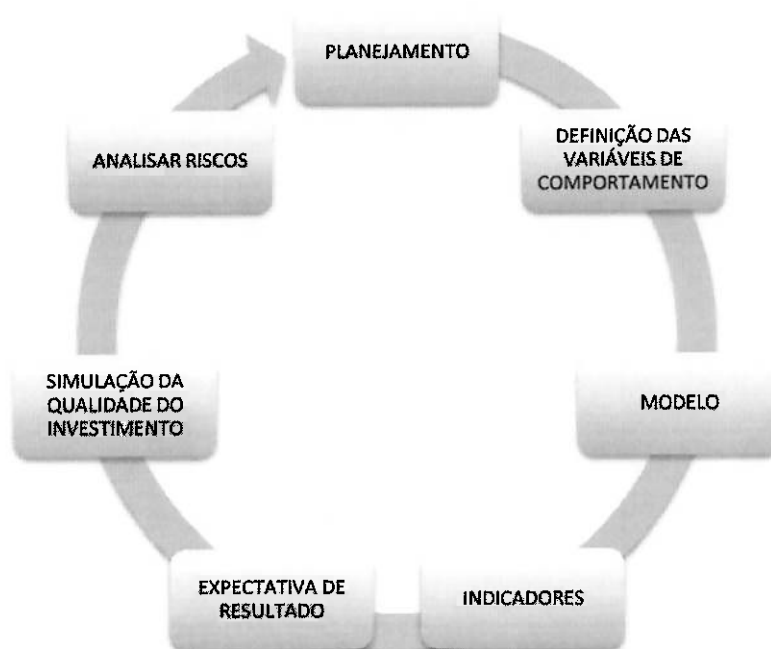 PLANEJAMENTO
DEFINIÇÃO DAS
VARIÁVEIS DE
COMPORTAMENTO
MODELO
INDICADORES
EXPECTATIVA DE
RESULTADO
SIMULAÇÃO DA
QUALIDADE DO
INVESTIMENTO
ANALISAR RISCOS